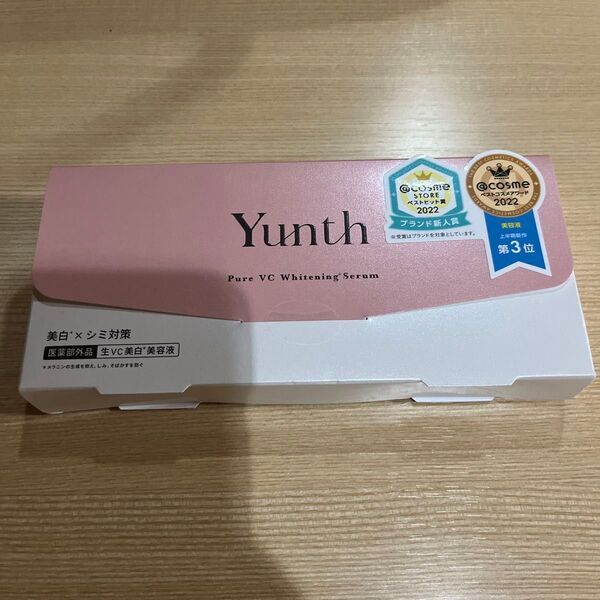 @cosme
STORE
ベストヒット賞
2022
ブランド新人賞
※受賞はブランドを対象としています。
@cosme
ベストコスメアワード
2022
美容液
上半期新作
第3位
Yunth
Pure VC Whitening*Serum
美白*×シミ対策
医薬部外品 生VC美白*美容液
*メラニンの生成を抑え、しみ、そばかすを防ぐ